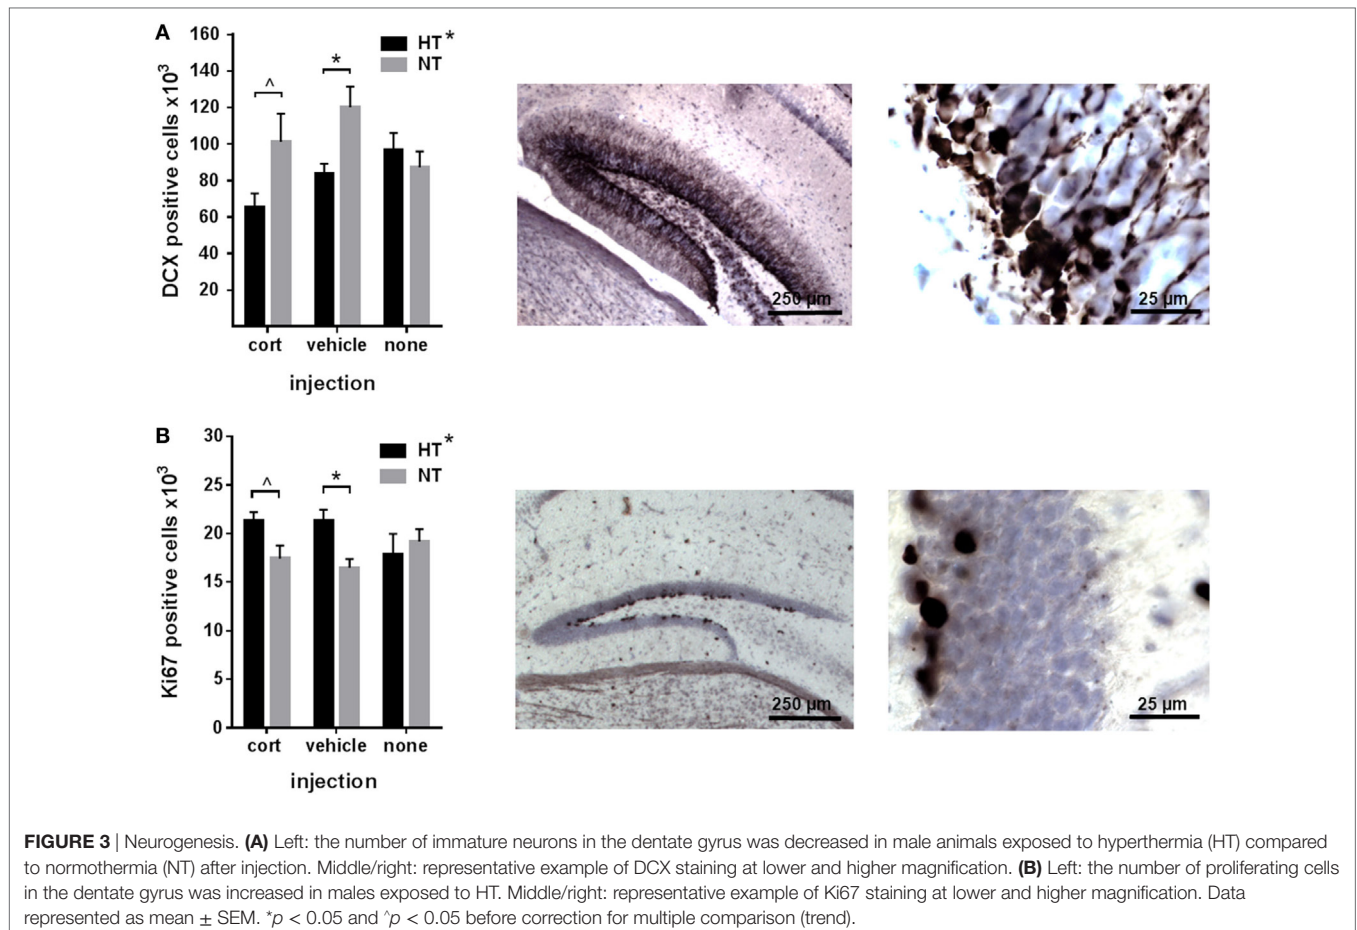 A
160
140
120
100
80
60
40
20
DCX positive cells x10³
HT*
NT
^
*
cort vehicle none
injection
250 µm
25 µm
B
30
25
20
15
10
5
0
Ki67 positive cells x10³
HT*
NT
^
*
cort vehicle none
injection
250 µm
25 µm
FIGURE 3 | Neurogenesis. (A) Left: the number of immature neurons in the dentate gyrus was decreased in male animals exposed to hyperthermia (HT) compared
to normothermia (NT) after injection. Middle/right: representative example of DCX staining at lower and higher magnification. (B) Left: the number of proliferating cells
in the dentate gyrus was increased in males exposed to HT. Middle/right: representative example of Ki67 staining at lower and higher magnification. Data
represented as mean ± SEM. *p < 0.05 and ^p < 0.05 before correction for multiple comparison (trend).